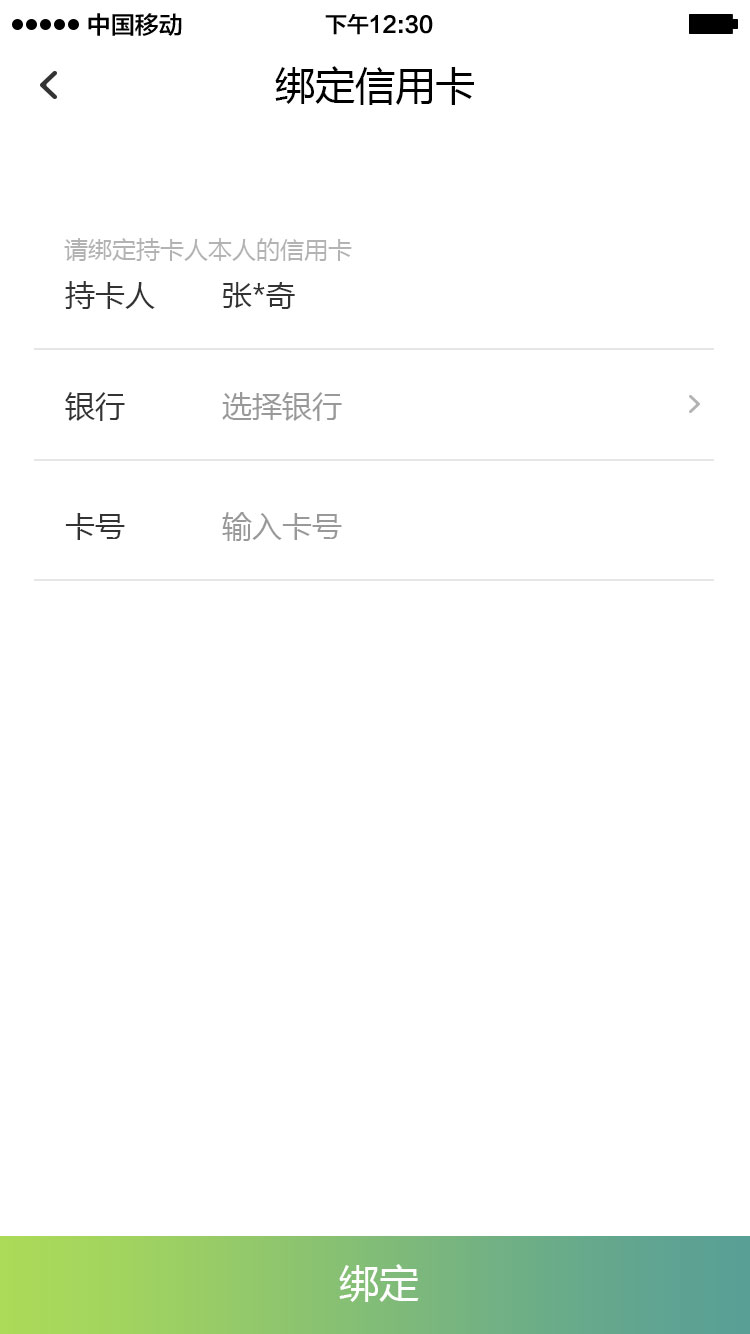 中国移动 下午12:30
绑定信用卡
请绑定持卡人本人的信用卡
持卡人 张*奇
银行 选择银行
卡号 输入卡号
绑定